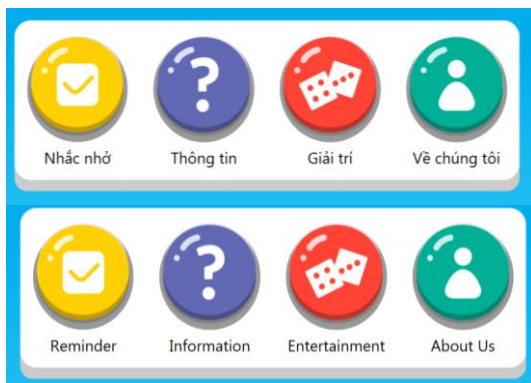 Nhắc nhở Thông tin Giải trí Về chúng tôi
Reminder Information Entertainment About Us